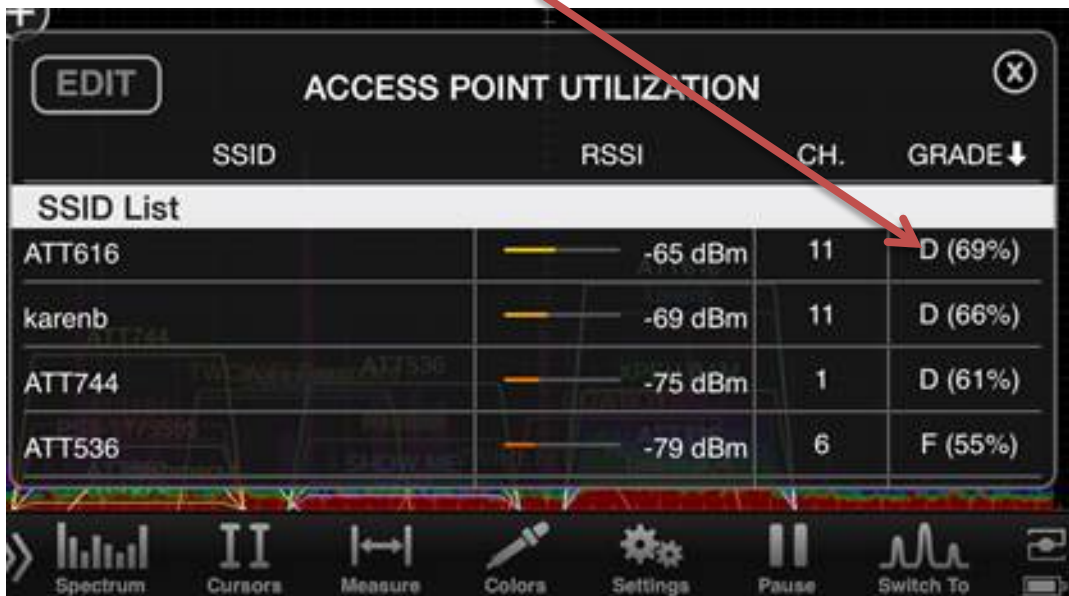 EDIT ACCESS POINT UTILIZATION X
SSID RSSI CH. GRADE
SSID List
ATT616 -65 dBm 11 D (69%)
karenb -69 dBm 11 D (66%)
ATT744 -75 dBm 1 D (61%)
ATT536 -79 dBm 6 F (55%)
Spectrum Cursors Measure Colors Settings Pause Switch To